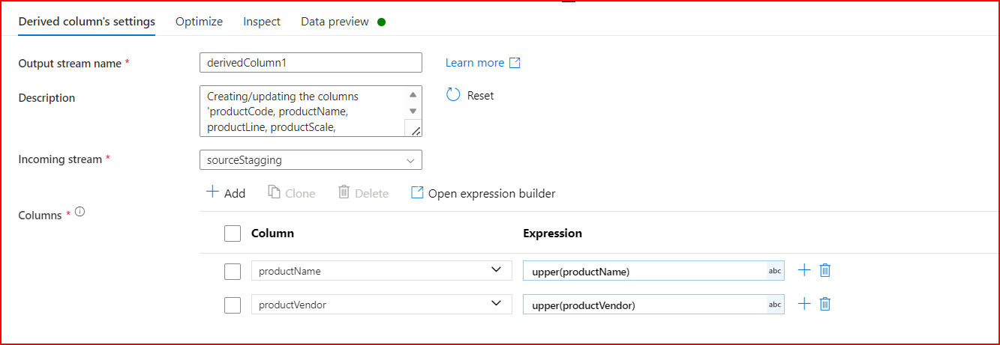 Derived column's settings Optimize Inspect Data preview
Output stream name * derivedColumn1 Learn more
Description Creating/updating the columns
'productCode, productName,
productLine, productScale,
Reset
Incoming stream * sourceStagging
Add Clone Delete Open expression builder
Columns *
Column Expression
productName upper(productName) abc
productVendor upper(productVendor) abc